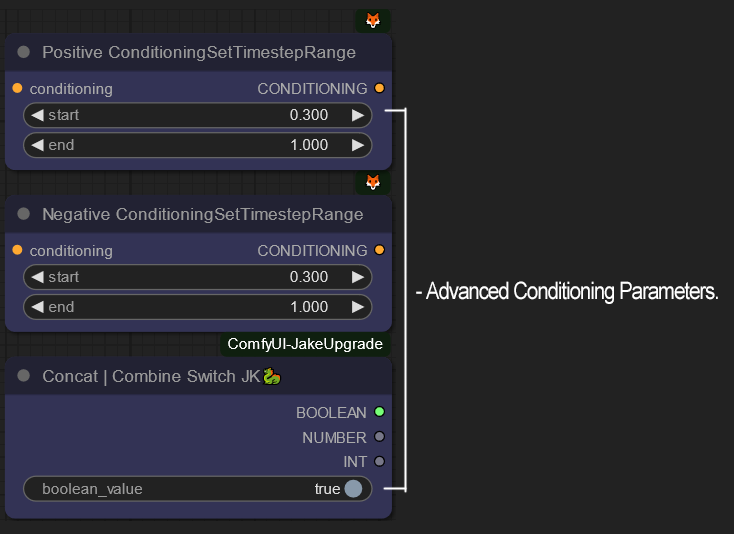 Positive ConditioningSetTimestepRange
conditioning CONDITIONING
start 0.300
end 1.000
Negative ConditioningSetTimestepRange
conditioning CONDITIONING
start 0.300
end 1.000
- Advanced Conditioning Parameters.
ComfyUI-JakeUpgrade
Concat | Combine Switch JK🐉
BOOLEAN
NUMBER
INT
boolean_value true